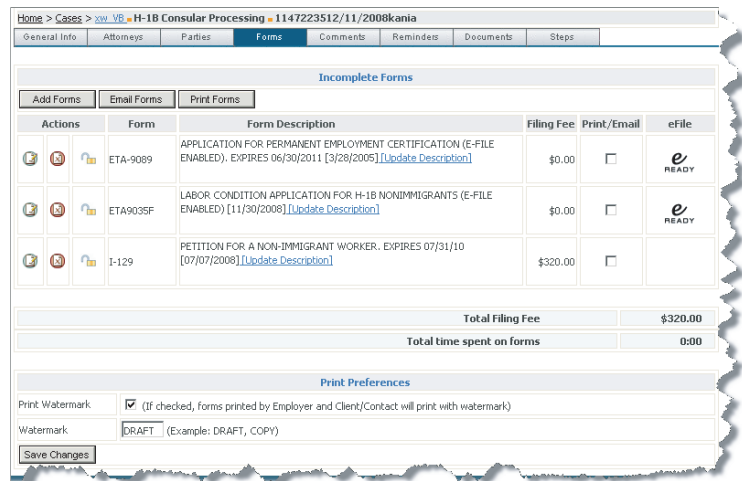 Home > Cases > xw VB - H-1B Consular Processing - 1147223512/11/2008kania
General Info Attorneys Parties Forms Comments Reminders Documents Steps
Incomplete Forms
Add Forms Email Forms Print Forms
Actions Form Form Description Filing Fee Print/Email eFile
APPLICATION FOR PERMANENT EMPLOYMENT CERTIFICATION (E-FILE
ETA-9089 ENABLED). EXPIRES 06/30/2011 [3/28/2005] [Update Description] $0.00 e READY
LABOR CONDITION APPLICATION FOR H-1B NONIMMIGRANTS (E-FILE
ETA9035F ENABLED) [11/30/2008] [Update Description] $0.00 e READY
PETITION FOR A NON-IMMIGRANT WORKER. EXPIRES 07/31/10
I-129 [07/07/2008] [Update Description] $320.00
Total Filing Fee $320.00
Total time spent on forms 0:00
Print Preferences
Print Watermark (If checked, forms printed by Employer and Client/Contact will print with watermark)
Watermark DRAFT (Example: DRAFT, COPY)
Save Changes